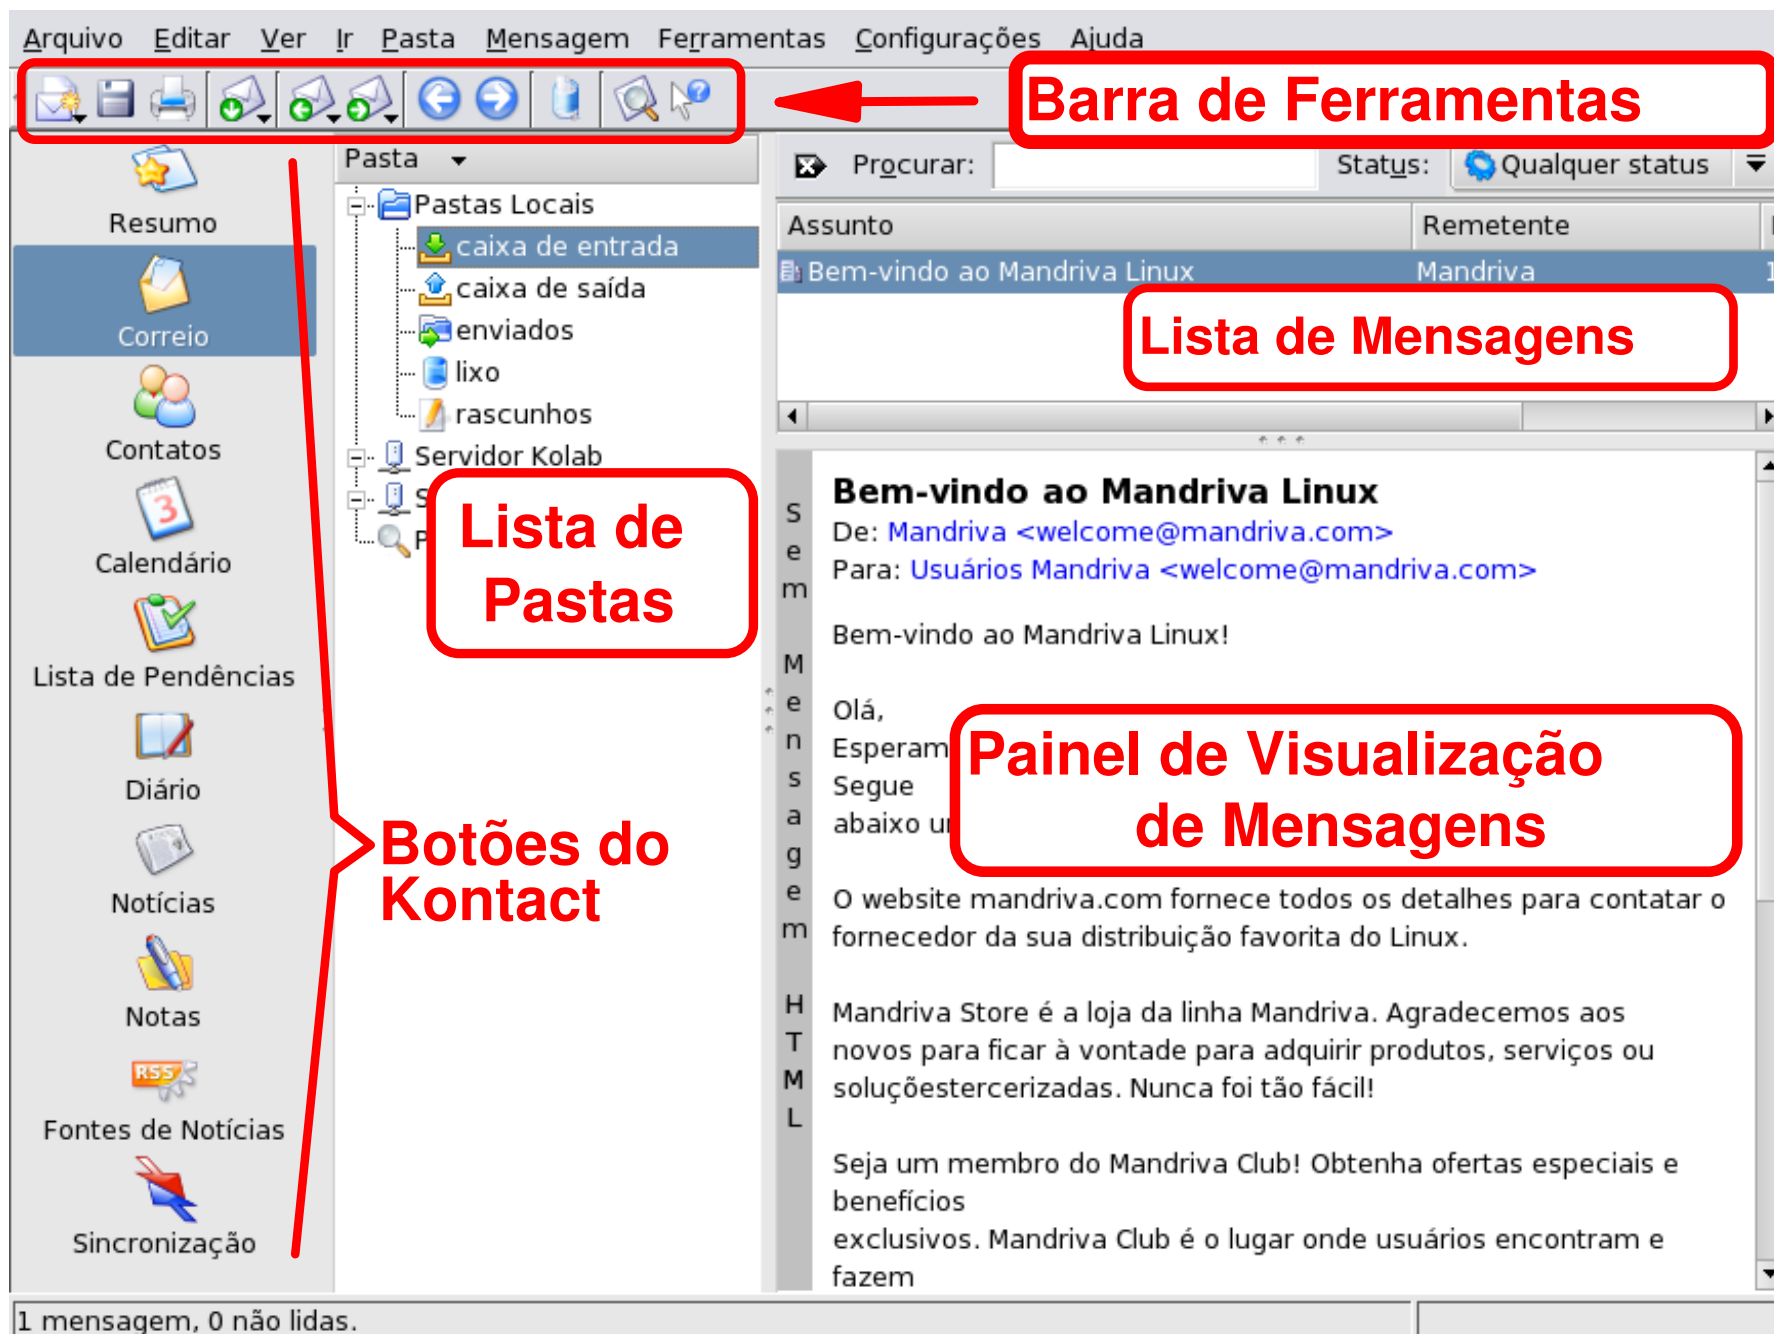 Arquivo Editar Ver Ir Pasta Mensagem Ferramentas Configurações Ajuda
Barra de Ferramentas
Resumo
Correio
Contatos
Calendário
3
Lista de Pendências
Diário
Notícias
Notas
RSS
Fontes de Notícias
Sincronização
Botões do
Kontact
Pasta
Pastas Locais
caixa de entrada
caixa de saída
enviados
lixo
rascunhos
Servidor Kolab
S
P
Lista de
Pastas
Procurar:
Status: Qualquer status
Assunto Remetente
Bem-vindo ao Mandriva Linux Mandriva 1
Lista de Mensagens
Sem Mensagem HTML
Bem-vindo ao Mandriva Linux
De: Mandriva <welcome@mandriva.com>
Para: Usuários Mandriva <welcome@mandriva.com>
Bem-vindo ao Mandriva Linux!
Olá,
Esperam
Segue
abaixo
Painel de Visualização
de Mensagens
O website mandriva.com fornece todos os detalhes para contatar o
fornecedor da sua distribuição favorita do Linux.
Mandriva Store é a loja da linha Mandriva. Agradecemos aos
novos para ficar à vontade para adquirir produtos, serviços ou
soluçõestercerizadas. Nunca foi tão fácil!
Seja um membro do Mandriva Club! Obtenha ofertas especiais e
benefícios
exclusivos. Mandriva Club é o lugar onde usuários encontram e
fazem
1 mensagem, 0 não lidas.